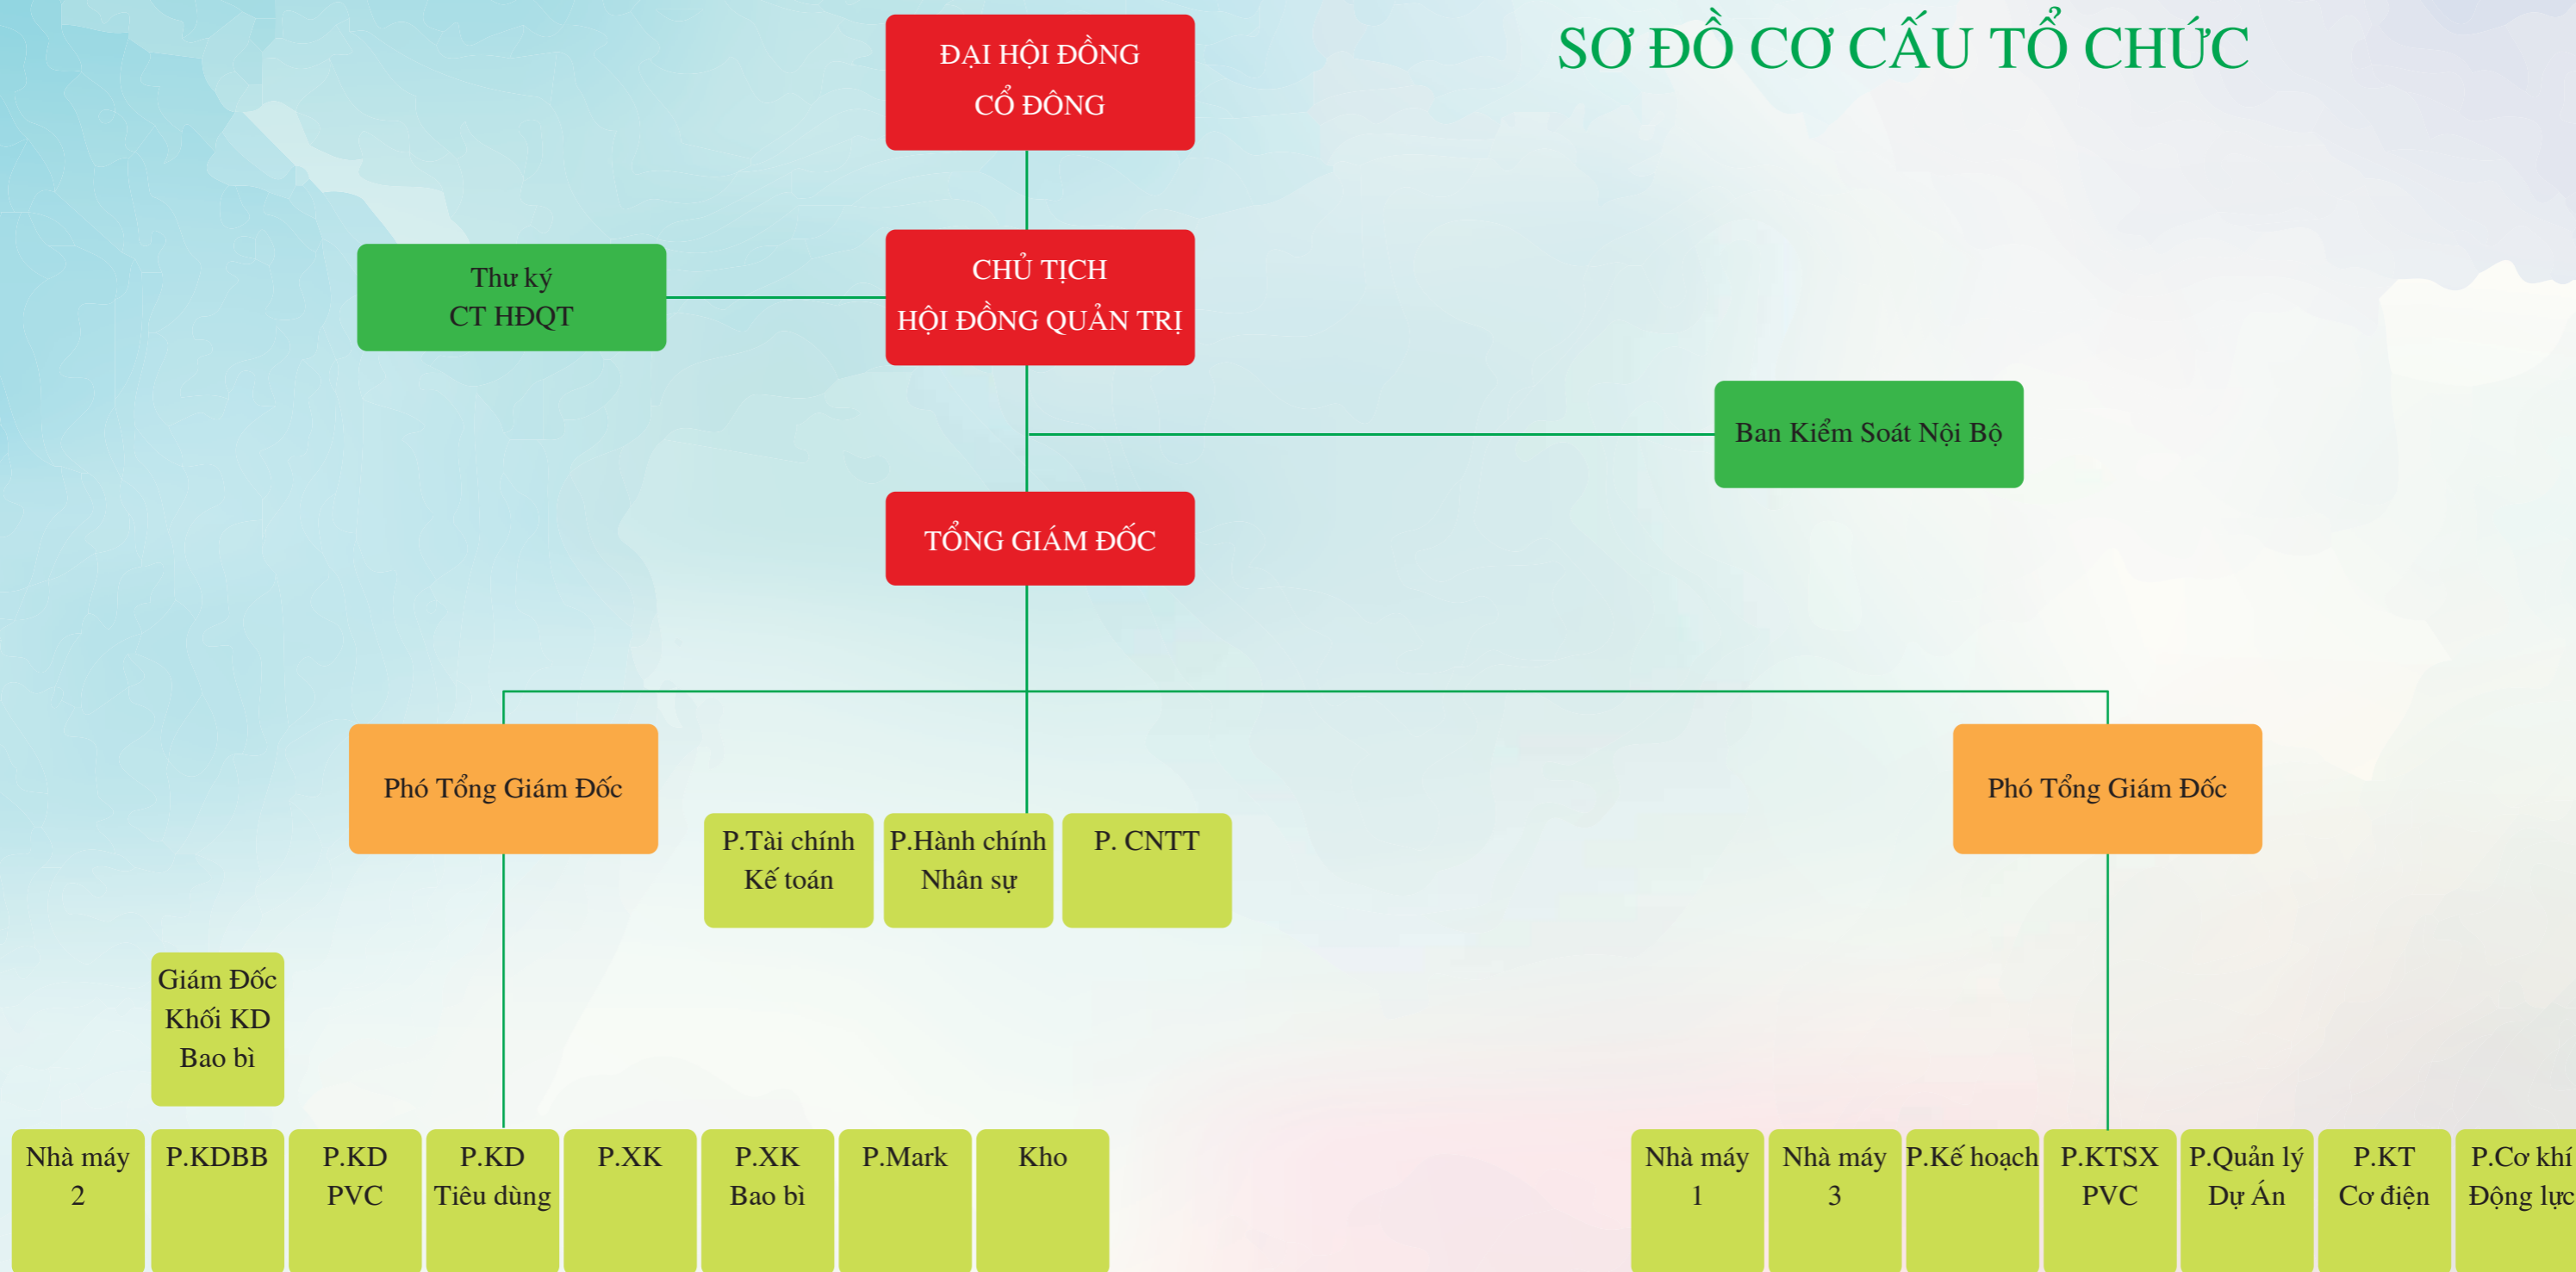 SƠ ĐỒ CƠ CẤU TỔ CHỨC
ĐẠI HỘI ĐỒNG
CỔ ĐÔNG
Thư ký
CT HĐQT
CHỦ TỊCH
HỘI ĐỒNG QUẢN TRỊ
Ban Kiểm Soát Nội Bộ
TỔNG GIÁM ĐỐC
Phó Tổng Giám Đốc
Phó Tổng Giám Đốc
P.Tài chính
Kế toán
P.Hành chính
Nhân sự
P. CNTT
Giám Đốc
Khối KD
Bao bì
Nhà máy
2
P.KDBB
P.KD
PVC
P.KD
Tiêu dùng
P.XK
P.XK
Bao bì
P.Mark
Kho
Nhà máy
1
Nhà máy
3
P.Kế hoạch
P.KTSX
PVC
P.Quản lý
Dự Án
P.KT
Cơ điện
P.Cơ khí
Động lực